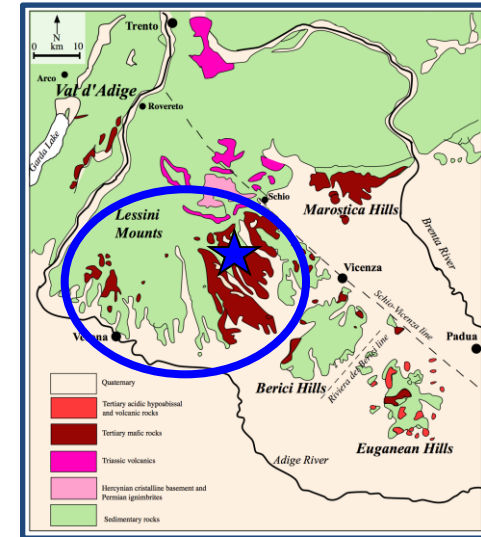 Trento
N
0 10
km
Arco
Val d'Adige
Rovereto
Garda Lake
Schio
Lessini
Mounts
Marostica Hills
Brenta River
Vicenza
Schio-Vicenza line
Verona
Padua
Berici Hills
Riviera dei Berici line
Euganean Hills
Adige River
Quaternary
Tertiary acidic hypoabissal
and volcanic rocks
Tertiary mafic rocks
Triassic volcanics
Hercynian cristalline basement and
Permian ignimbrites
Sedimentary rocks